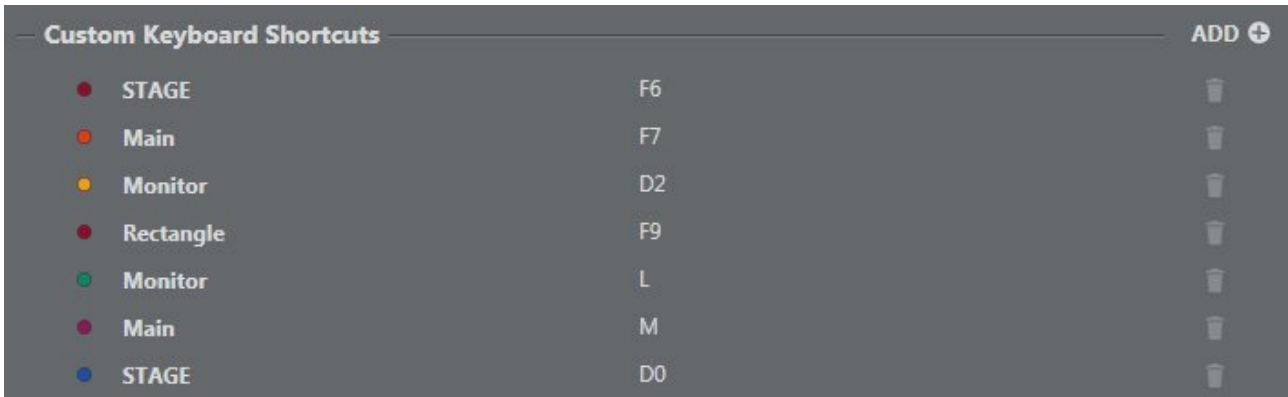 Custom Keyboard Shortcuts ADD
STAGE F6
Main F7
Monitor D2
Rectangle F9
Monitor L
Main M
STAGE D0